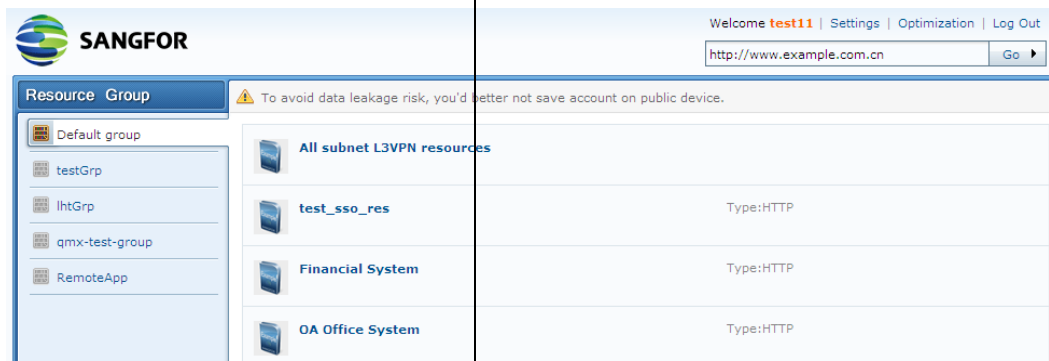 SANGFOR
Welcome test11 | Settings | Optimization | Log Out
http://www.example.com.cn Go
Resource Group
To avoid data leakage risk, you'd better not save account on public device.
Default group
testGrp
lhtGrp
qmx-test-group
RemoteApp
All subnet L3VPN resources
test_sso_res Type:HTTP
Financial System Type:HTTP
OA Office System Type:HTTP